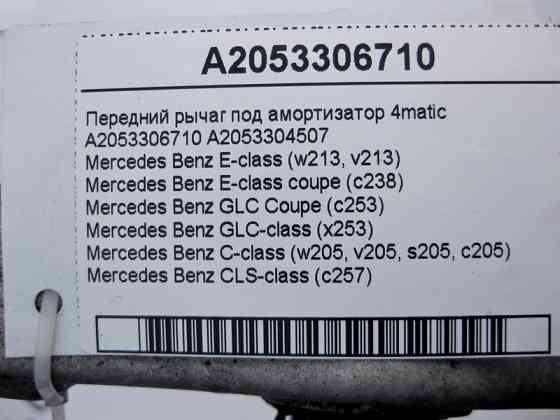 A2053306710
Передний рычаг под амортизатор 4matic
A2053306710 A2053304507
Mercedes Benz E-class (w213, v213)
Mercedes Benz E-class coupe (c238)
Mercedes Benz GLC Coupe (c253)
Mercedes Benz GLC-class (x253)
Mercedes Benz C-class (w205, v205, s205, c205)
Mercedes Benz CLS-class (c257)